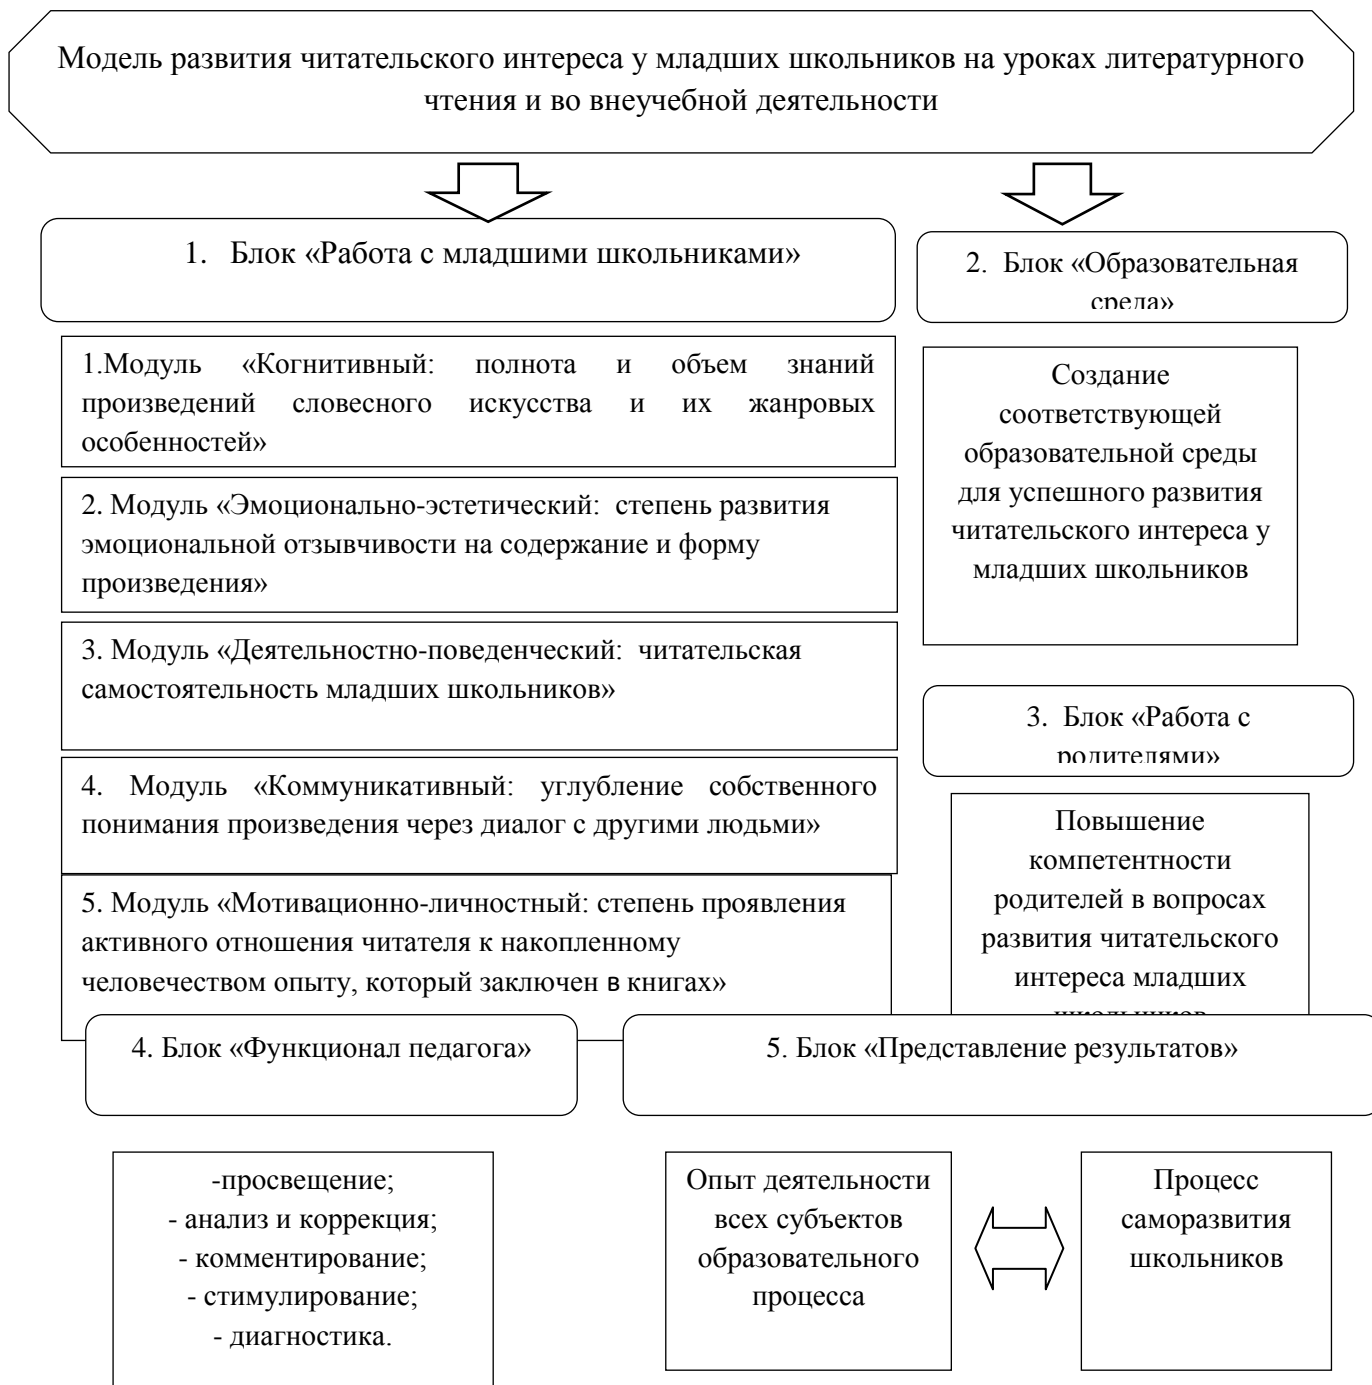 Модель развития читательского интереса у младших школьников на уроках литературного
чтения и во внеучебной деятельности
1. Блок «Работа с младшими школьниками»
1.Модуль «Когнитивный: полнота и объем знаний
произведений словесного искусства и их жанровых
особенностей»
2. Модуль «Эмоционально-эстетический: степень развития
эмоциональной отзывчивости на содержание и форму
произведения»
3. Модуль «Деятельностно-поведенческий: читательская
самостоятельность младших школьников»
4. Модуль «Коммуникативный: углубление собственного
понимания произведения через диалог с другими людьми»
5. Модуль «Мотивационно-личностный: степень проявления
активного отношения читателя к накопленному
человечеством опыту, который заключен в книгах»
2. Блок «Образовательная
среда»
Создание
соответствующей
образовательной среды
для успешного развития
читательского интереса у
младших школьников
3. Блок «Работа с
родителями»
Повышение
компетентности
родителей в вопросах
развития читательского
интереса младших
школьников
4. Блок «Функционал педагога»
-просвещение;
- анализ и коррекция;
- комментирование;
- стимулирование;
- диагностика.
5. Блок «Представление результатов»
Опыт деятельности
всех субъектов
образовательного
процесса
Процесс
саморазвития
школьников